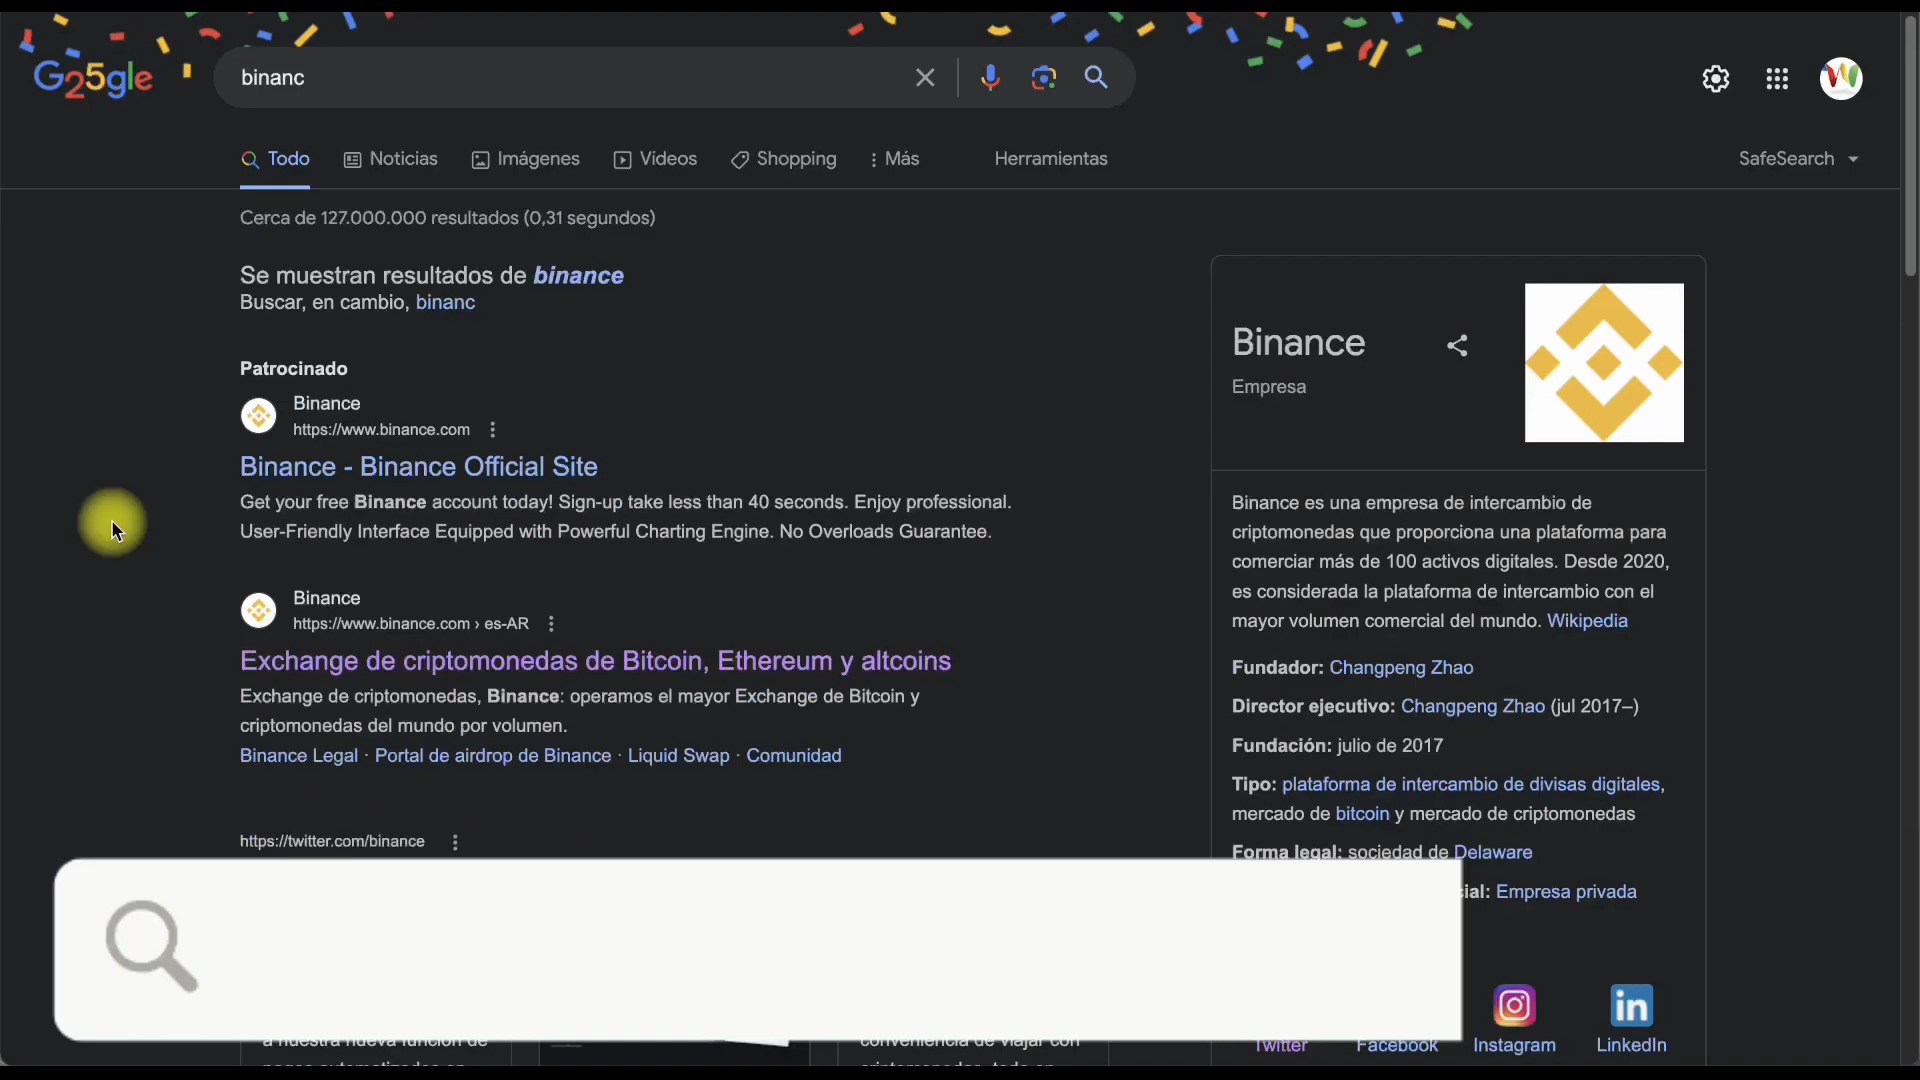 G25gle
binanc
Todo
Noticias
Imágenes
Videos
Shopping
Más
Herramientas
SafeSearch
Cerca de 127.000.000 resultados (0,31 segundos)
Se muestran resultados de binance
Buscar, en cambio, binanc
Patrocinado
Binance
https://www.binance.com
Binance - Binance Official Site
Get your free Binance account today! Sign-up take less than 40 seconds. Enjoy professional.
User-Friendly Interface Equipped with Powerful Charting Engine. No Overloads Guarantee.
Binance
https://www.binance.com › es-AR
Exchange de criptomonedas de Bitcoin, Ethereum y altcoins
Exchange de criptomonedas, Binance: operamos el mayor Exchange de Bitcoin y
criptomonedas del mundo por volumen.
Binance Legal · Portal de airdrop de Binance · Liquid Swap · Comunidad
https://twitter.com/binance
a nuestra nueva función de
conveniencia de viajar con
Binance
Empresa
Binance es una empresa de intercambio de
criptomonedas que proporciona una plataforma para
comerciar más de 100 activos digitales. Desde 2020,
es considerada la plataforma de intercambio con el
mayor volumen comercial del mundo. Wikipedia
Fundador: Changpeng Zhao
Director ejecutivo: Changpeng Zhao (jul 2017–)
Fundación: julio de 2017
Tipo: plataforma de intercambio de divisas digitales,
mercado de bitcoin y mercado de criptomonedas
Forma legal: sociedad de Delaware
cial: Empresa privada
Twitter
Facebook
Instagram
LinkedIn